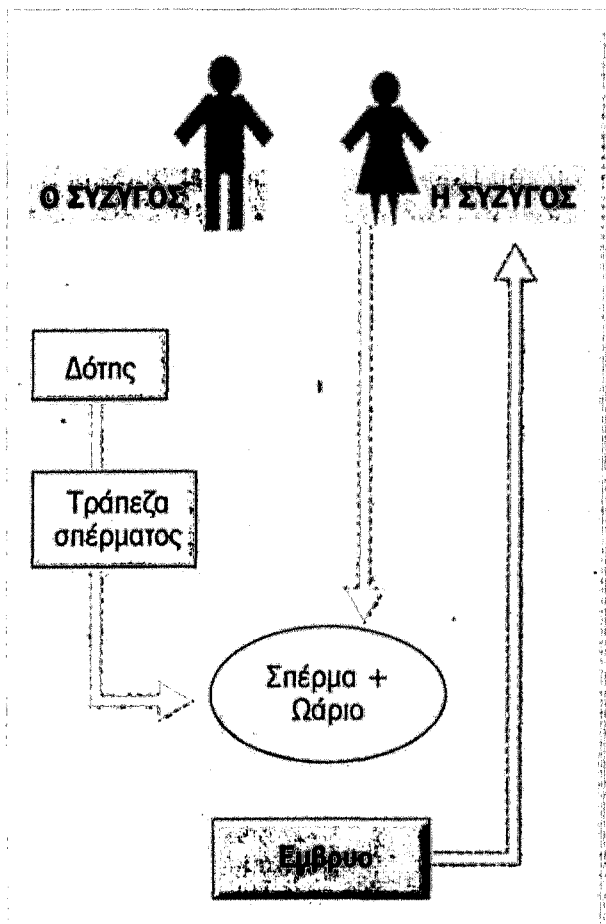 Ο ΣΥΖΥΓΟΣ
Η ΣΥΖΥΓΟΣ
Δότης
Τράπεζα
σπέρματος
Σπέρμα +
Ωάριο
Εμβρυο